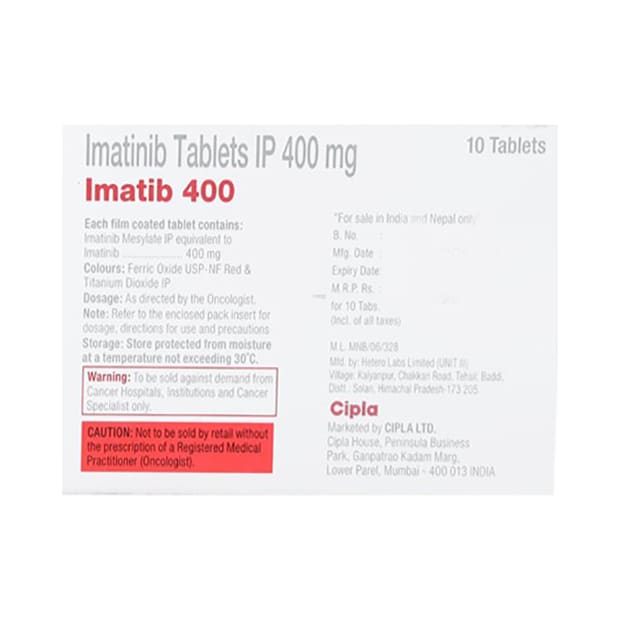 Imatinib Tablets IP 400 mg
10 Tablets
Imatib 400
Each film coated tablet contains:
Imatinib Mesylate IP equivalent to
Imatinib ................... 400 mg
Colours: Ferric Oxide USP-NF Red &
Titanium Dioxide IP
Dosage: As directed by the Oncologist.
Note: Refer to the enclosed pack insert for
dosage, directions for use and precautions
Storage: Store protected from moisture
at a temperature not exceeding 30°C.
Warning: To be sold against demand from
Cancer Hospitals, Institutions and Cancer
Specialist only.
CAUTION: Not to be sold by retail without
the prescription of a Registered Medical
Practitioner (Oncologist).
"For sale in India and Nepal only"
B. No. :
Mfg. Date :
Expiry Date:
M R P. Rs. :
for 10 Tabs.
(Incl. of all taxes)
M.L. MNB/06/328
Mfd. by: Hetero Labs Limited (UNIT II)
Village: Kalyanpur, Chakkan Road, Tehsil: Baddi,
Distt.: Solan, Himachal Pradesh-173 205.
Cipla
Marketed by CIPLA LTD.
Cipla House, Peninsula Business
Park, Ganpatrao Kadam Marg,
Lower Parel, Mumbai - 400 013 INDIA